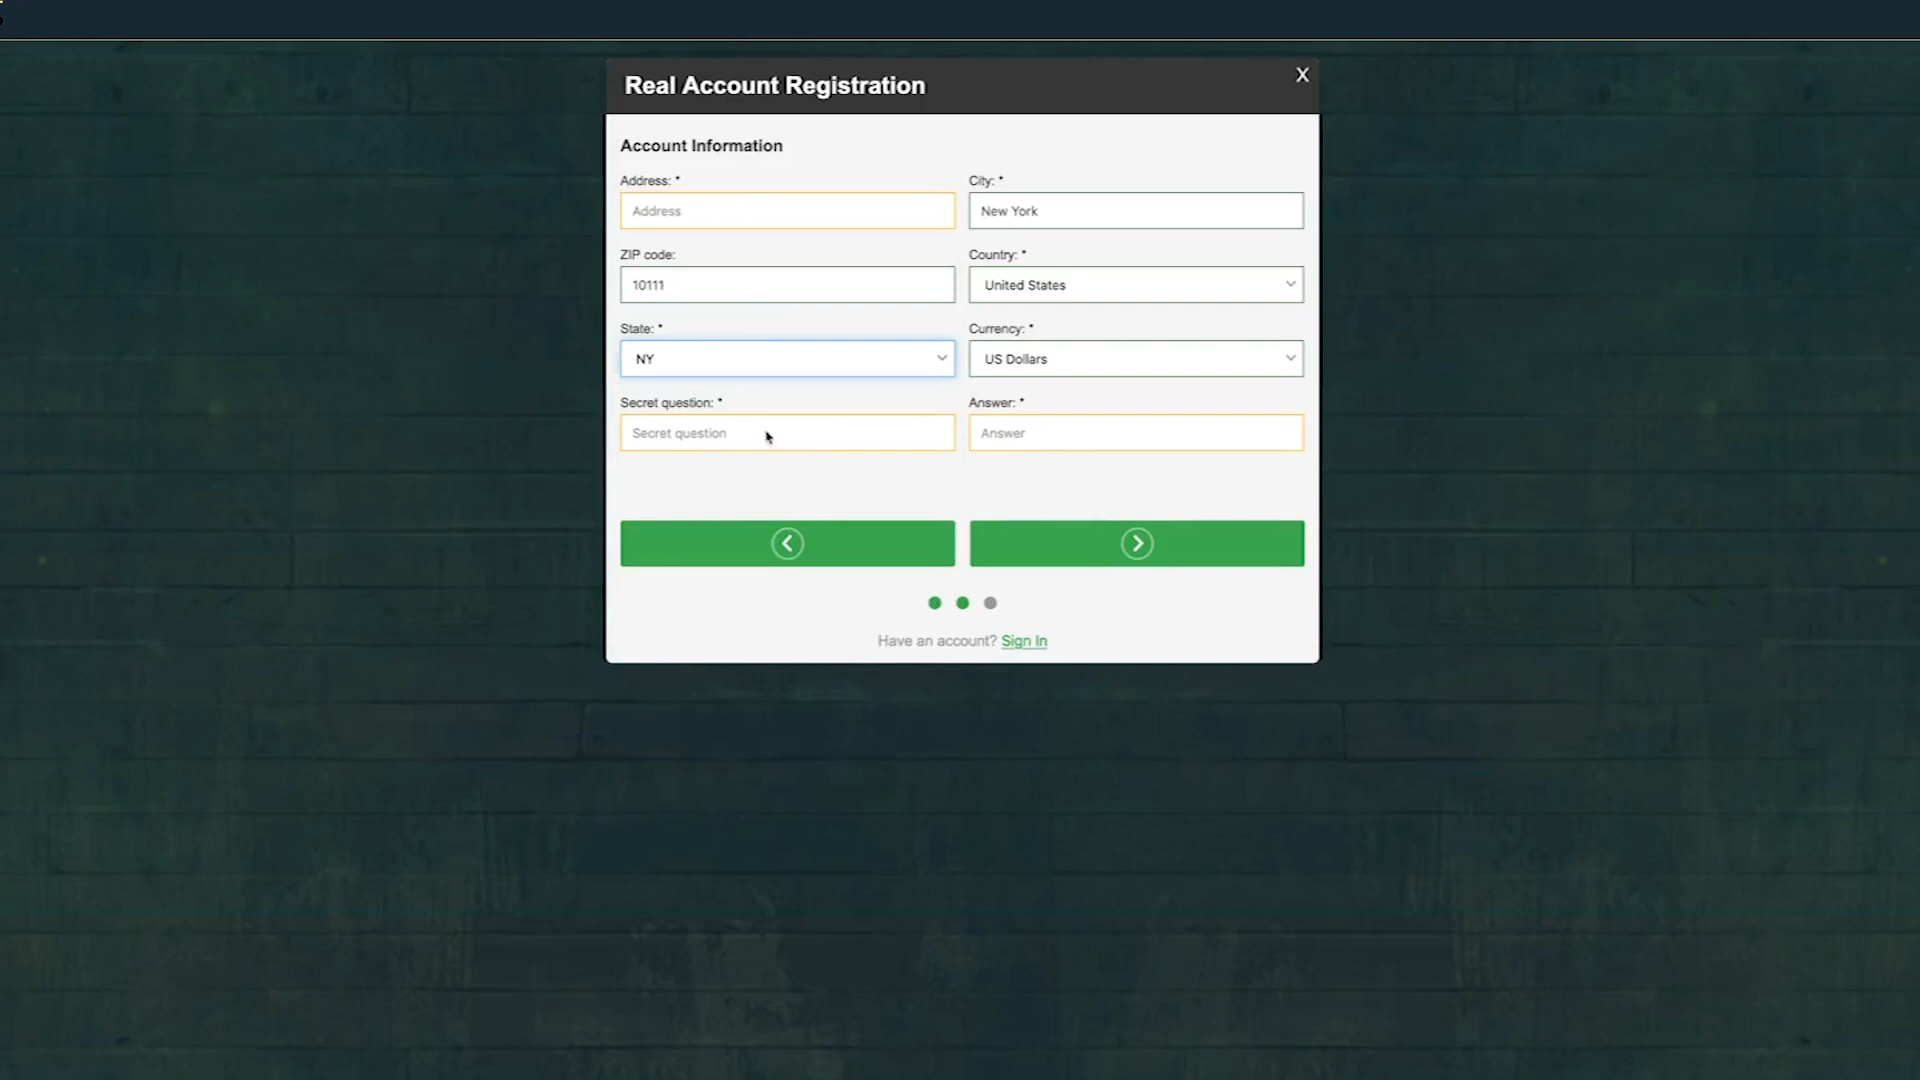 Real Account Registration
X
Account Information
Address: *
City: *
Address
New York
ZIP code:
Country: *
10111
United States
State: *
Currency: *
NY
US Dollars
Secret question: *
Answer: *
Secret question
Answer
Have an account? Sign In